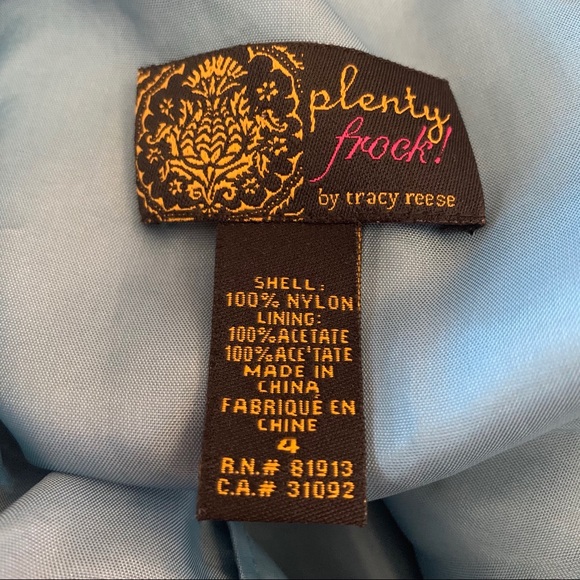 plenty
frock!
by tracy reese
SHELL:
100% NYLON
LINING:
100% ACETATE
100% ACE'TATE
MADE IN
CHINA
FABRIQUÉ EN
CHINE
4
R.N.# 81913
C.A.# 31092